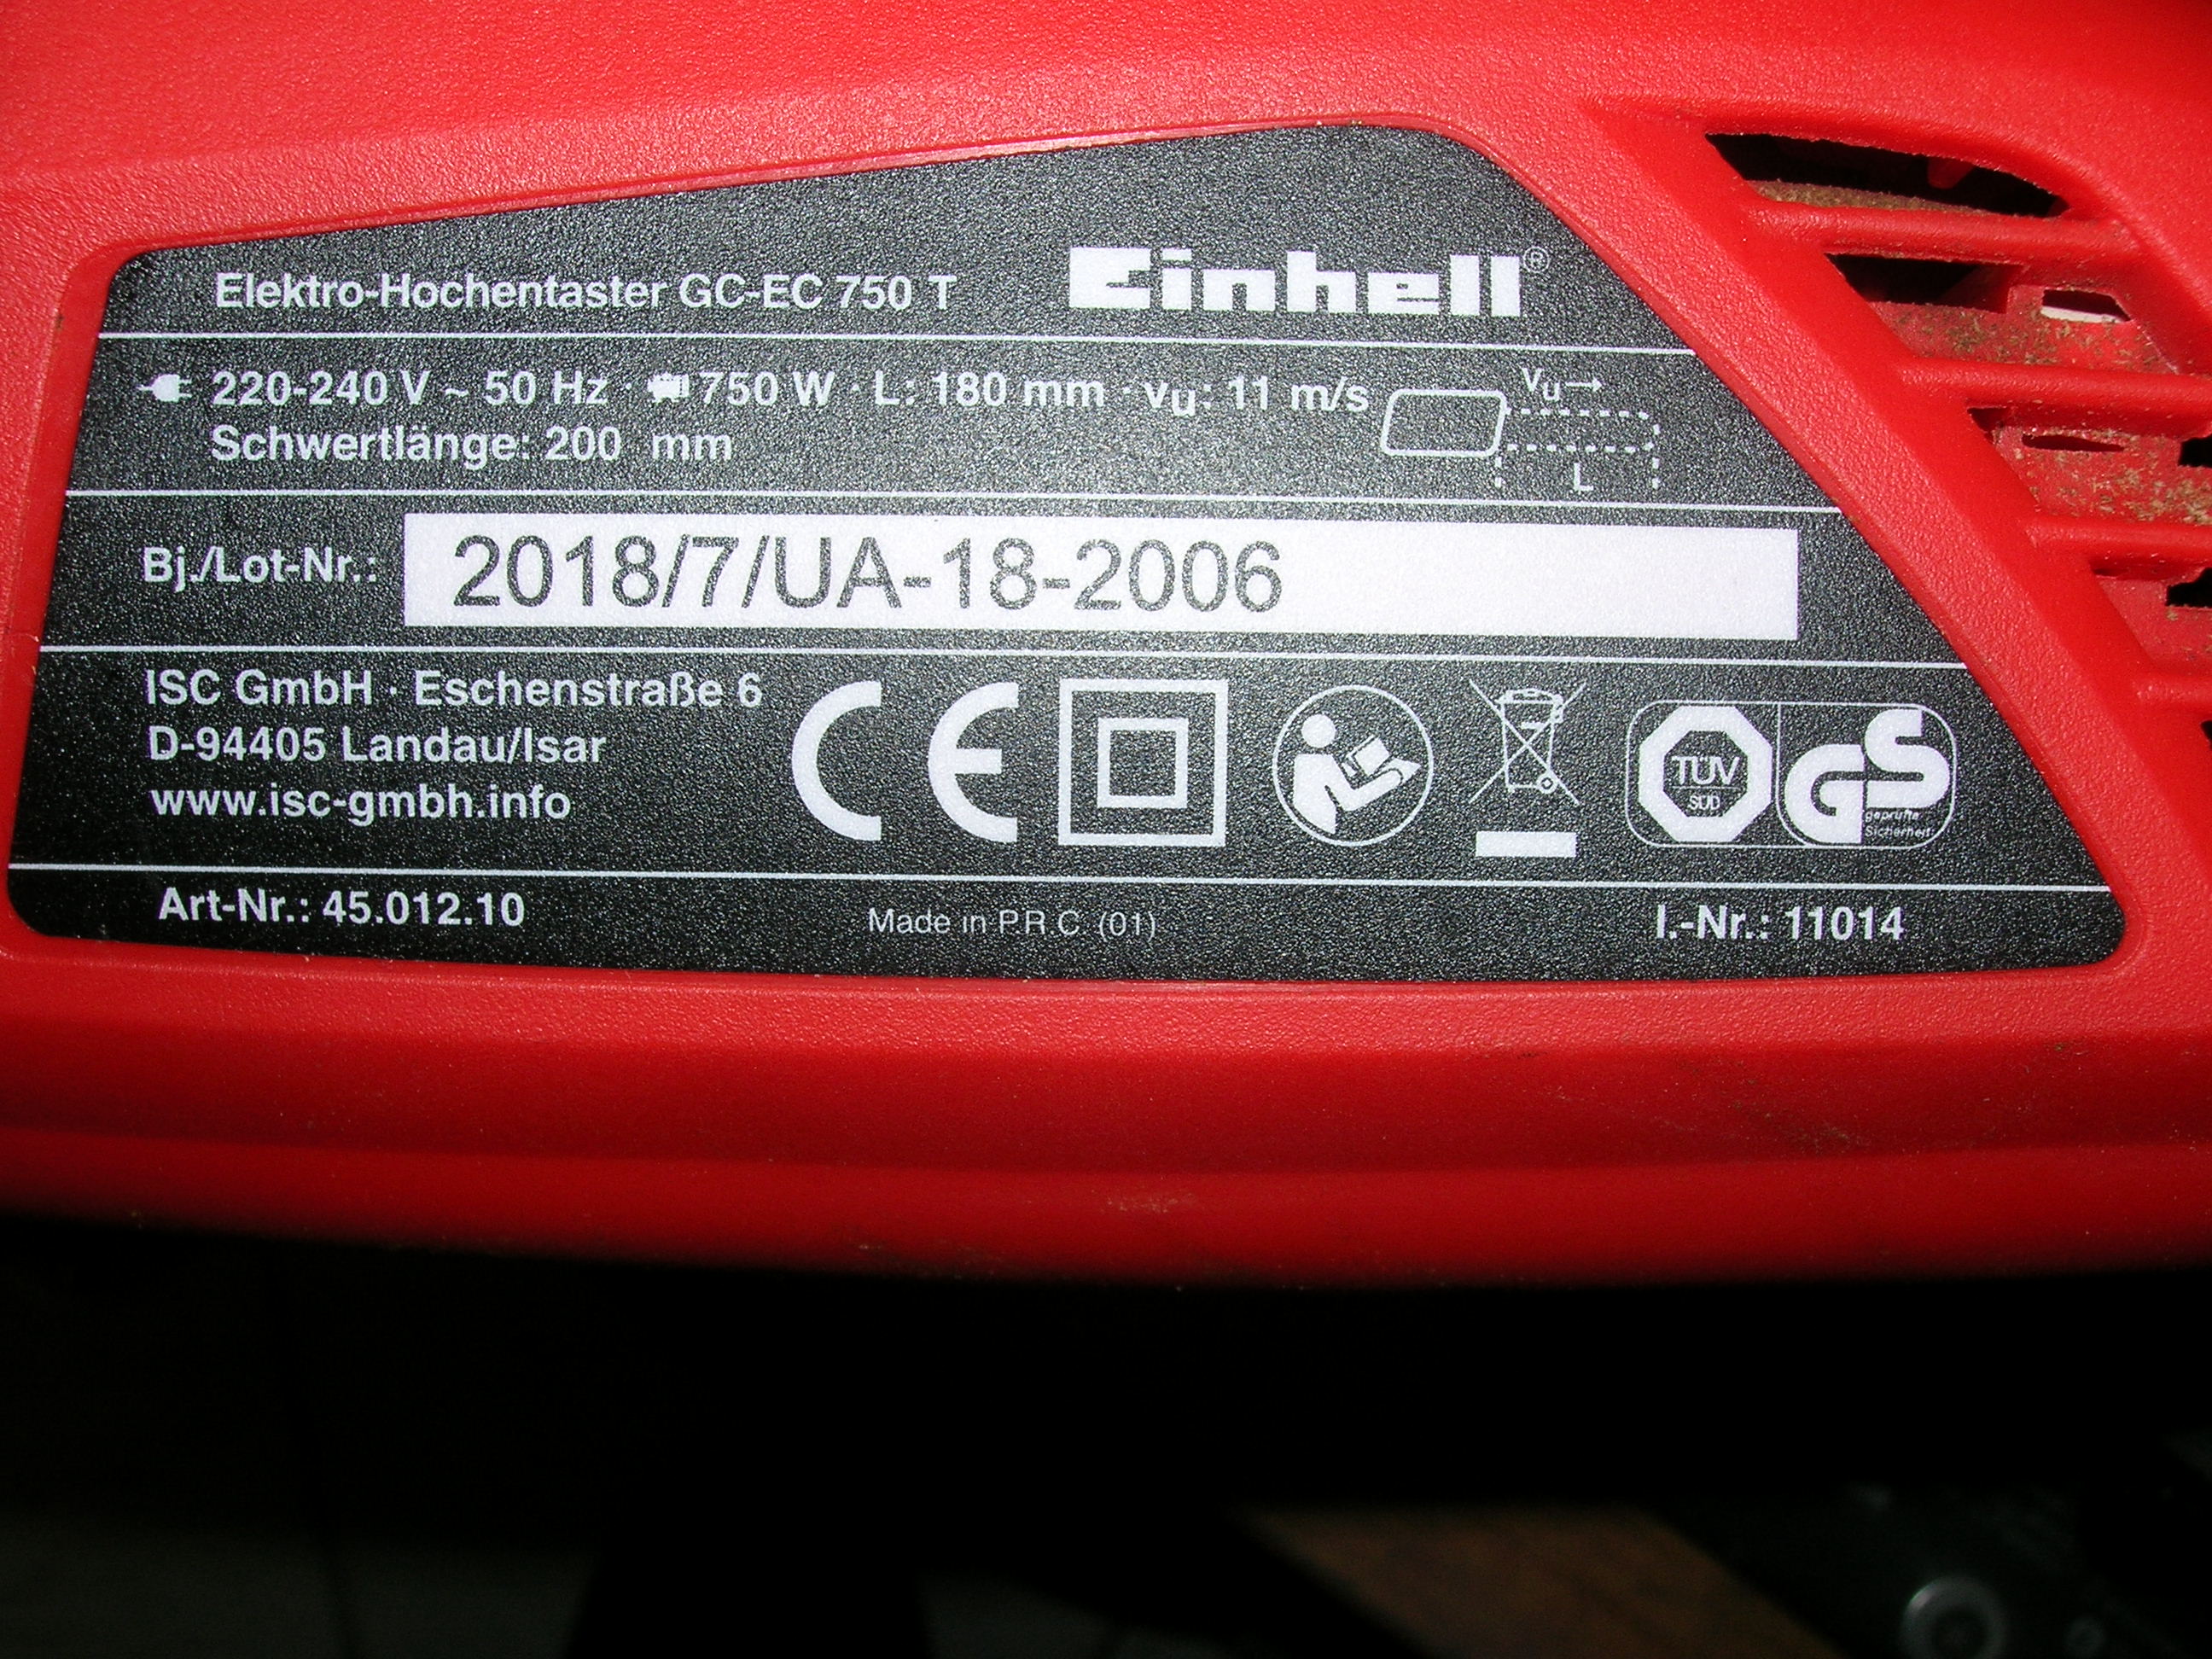 Elektro-Hochentaster GC-EC 750 T
Einhell®
220-240 V ~ 50 Hz · 750 W · L: 180 mm · vu: 11 m/s
Schwertlänge: 200 mm
vu→
L
Bj./Lot-Nr.: 2018/7/UA-18-2006
ISC GmbH · Eschenstraße 6
D-94405 Landau/Isar
www.isc-gmbh.info
CE
TÜV
SÜD
GS
geprüfte
Sicherheit
Art-Nr.: 45.012.10
Made in P.R.C. (01)
I.-Nr.: 11014